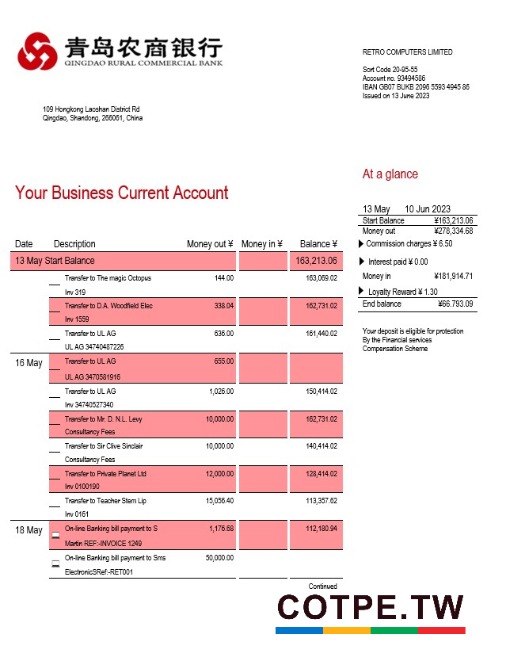 青岛农商银行
QINGDAO RURAL COMMERCIAL BANK
RETRO COMPUTERS LIMITED
Sort Code 20-95-55
Account no. 93494586
IBAN GB07 BUKB 2096 5593 4945 86
Issued on 13 June 2023
109 Hongkong Laoshan District Rd
Qingdao, Shandong, 266061, China
At a glance
Your Business Current Account
13 May 10 Jun 2023
Start Balance ¥163,213.06
Money out ¥278,334.68
Commission charges ¥ 6.50
Interest paid ¥ 0.00
Money in ¥181,914.71
Loyalty Reward ¥ 1.30
End balance ¥66.793.09
Your deposit is eligible for protection
By the Financial services
Compensation Scheme
Date Description Money out ¥ Money in ¥ Balance ¥
13 May Start Balance 163,213.06
Transfer to The magic Octopus 144.00 163,069.02
Inv 319
Transfer to D.A. Woodfield Elec 338.04 162,731.02
Inv 1559
Transfer to UL AG 636.00 161,440.02
UL AG 34740487226
16 May Transfer to UL AG 655.00
UL AG 3470581916
Transfer to UL AG 1,026.00 150,414.02
Inv 34740527340
Transfer to Mr. D. N.L. Levy 10,000.00 162,731.02
Consultancy Fees
Transfer to Sir Clive Sinclair 10,000.00 140,414.02
Consultancy Fees
Transfer to Private Planet Ltd 12,000.00 128,414.02
Inv 0100190
Transfer to Teacher Stem Lip 15,056.40 113,357.62
Inv 0161
18 May On-line Banking bill payment to S 1,176.68 112,180.94
Martin REF:-INVOICE 1249
On-line Banking bill payment to Sms 50,000.00
ElectronicSRef:-RET001
Continued
COTPE.TW